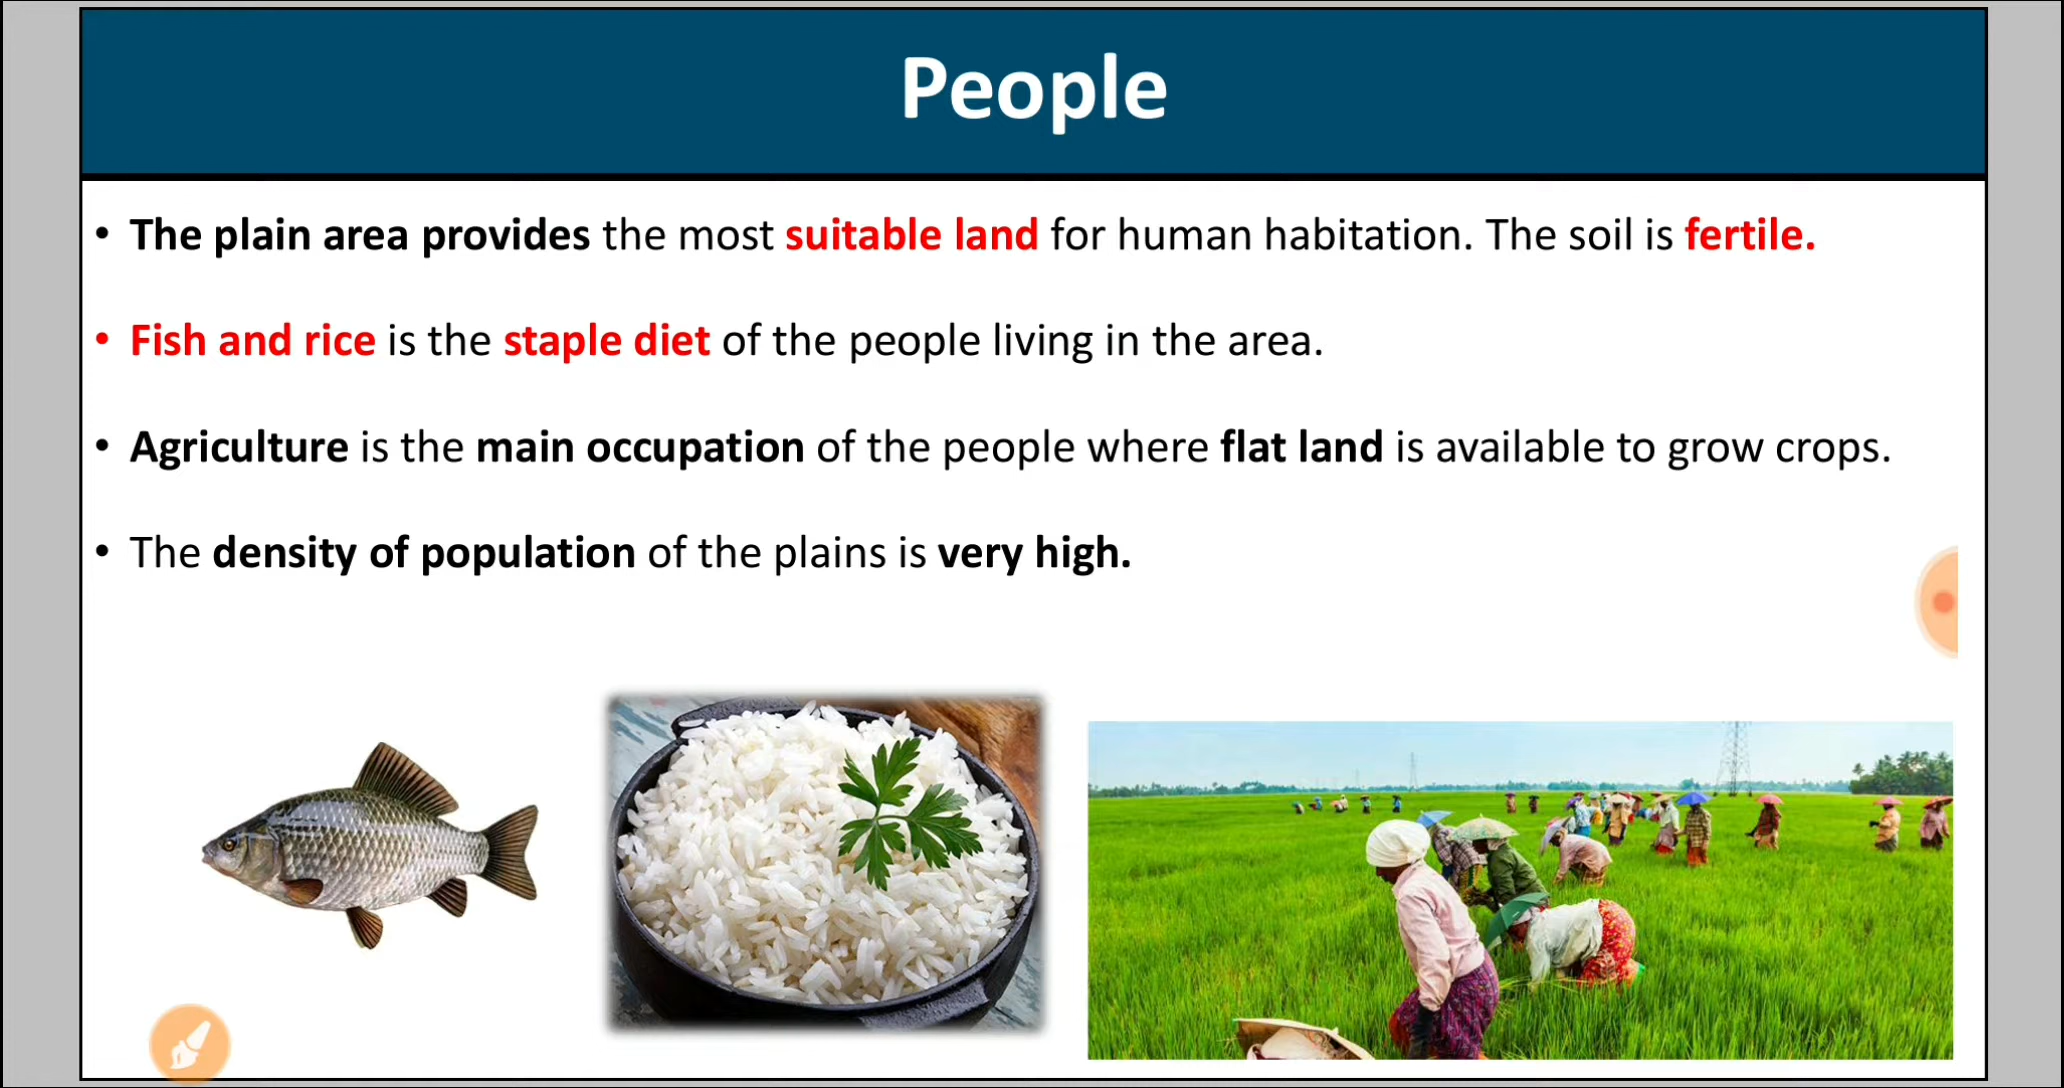 People
• The plain area provides the most suitable land for human habitation. The soil is fertile.
• Fish and rice is the staple diet of the people living in the area.
• Agriculture is the main occupation of the people where flat land is available to grow crops.
• The density of population of the plains is very high.